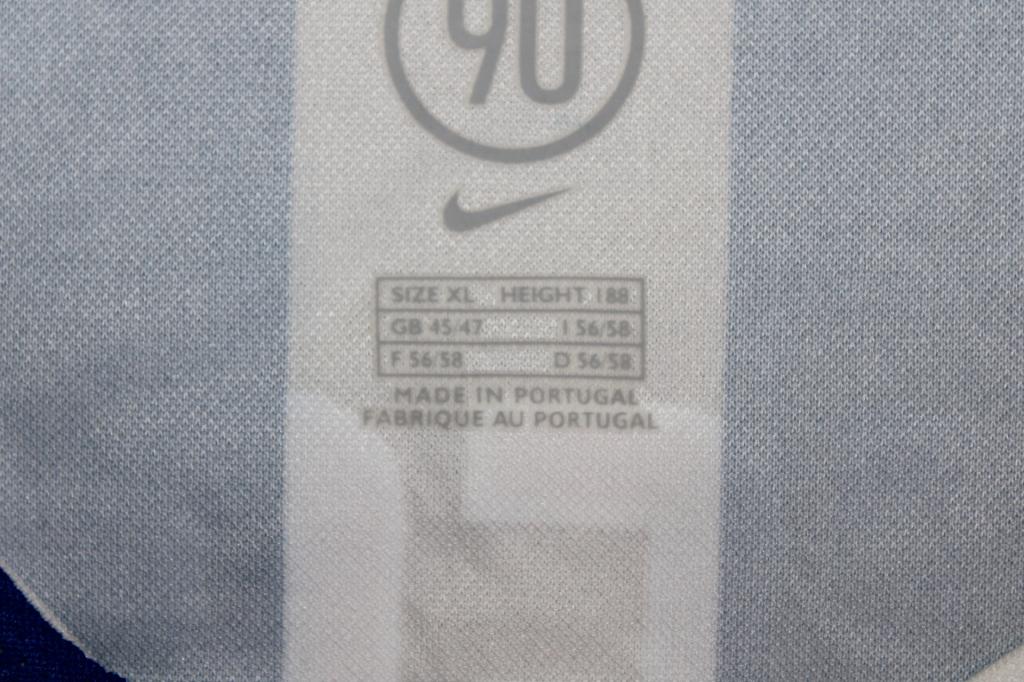 90
SIZE XL HEIGHT 188
GB 45/47 I 56/58
F 56/58 D 56/58
MADE IN PORTUGAL
FABRIQUE AU PORTUGAL